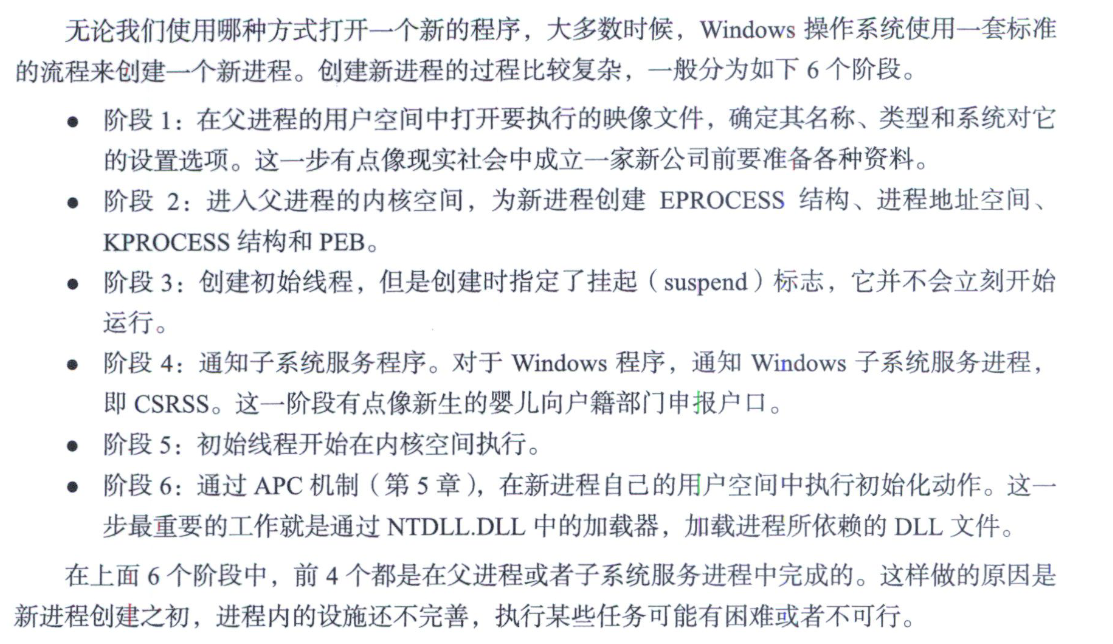 无论我们使用哪种方式打开一个新的程序，大多数时候，Windows 操作系统使用一套标准
的流程来创建一个新进程。创建新进程的过程比较复杂，一般分为如下 6 个阶段。
● 阶段 1：在父进程的用户空间中打开要执行的映像文件，确定其名称、类型和系统对它
的设置选项。这一步有点像现实社会中成立一家新公司前要准备各种资料。
● 阶段 2：进入父进程的内核空间，为新进程创建 EPROCESS 结构、进程地址空间、
KPROCESS 结构和 PEB。
● 阶段 3：创建初始线程，但是创建时指定了挂起（suspend）标志，它并不会立刻开始
运行。
● 阶段 4：通知子系统服务程序。对于 Windows 程序，通知 Windows 子系统服务进程，
即 CSRSS。这一阶段有点像新生的婴儿向户籍部门申报户口。
● 阶段 5：初始线程开始在内核空间执行。
● 阶段 6：通过 APC 机制（第 5 章），在新进程自己的用户空间中执行初始化动作。这一
步最重要的工作就是通过 NTDLL.DLL 中的加载器，加载进程所依赖的 DLL 文件。
在上面 6 个阶段中，前 4 个都是在父进程或者子系统服务进程中完成的。这样做的原因是
新进程创建之初，进程内的设施还不完善，执行某些任务可能有困难或者不可行。